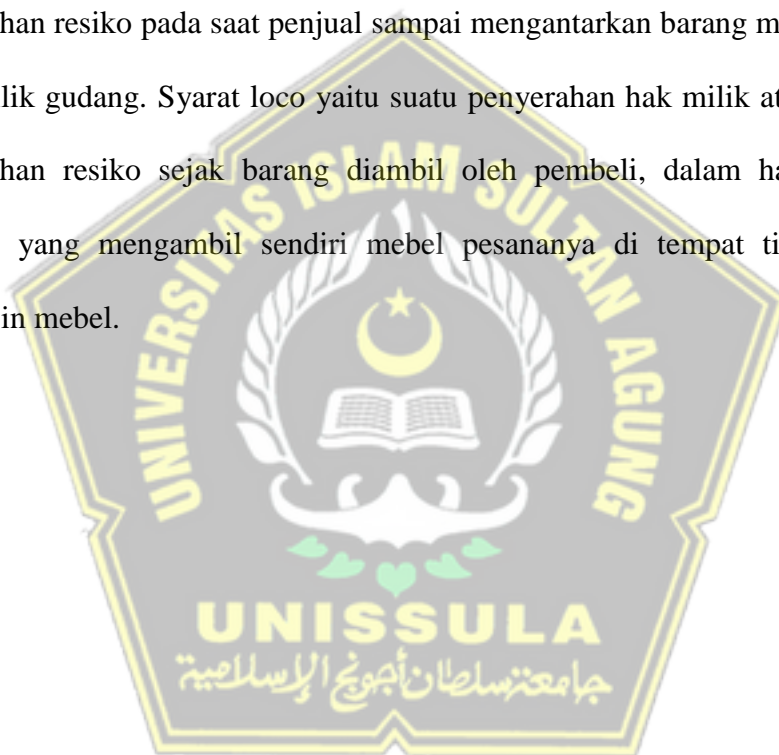 han resiko pada saat penjual sampai mengantarkan barang m
lik gudang. Syarat loco yaitu suatu penyerahan hak milik at
han resiko sejak barang diambil oleh pembeli, dalam ha
yang mengambil sendiri mebel pesananya di tempat ti
in mebel.
UNIVERSITAS ISLAM SULTAN AGUNG
UNISSULA
جامعتنسلطان أجونج الإسلامية